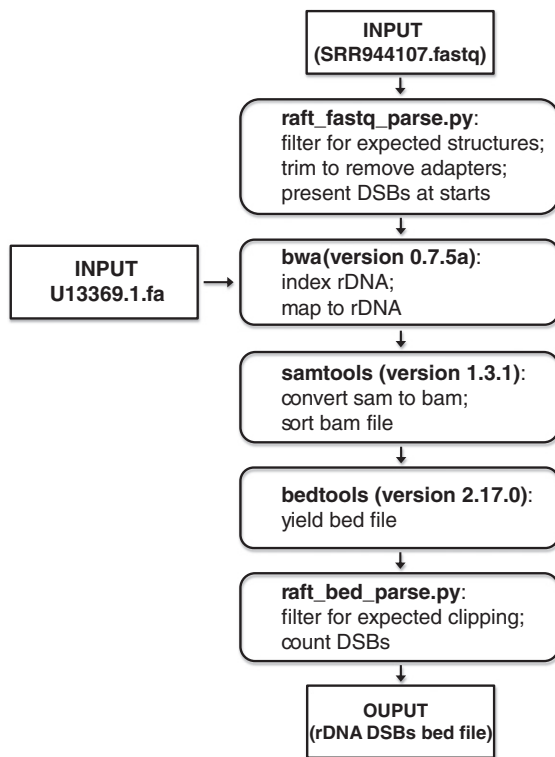 INPUT
(SRR944107.fastq)
raft_fastq_parse.py:
filter for expected structures;
trim to remove adapters;
present DSBs at starts
INPUT
U13369.1.fa
bwa(version 0.7.5a):
index rDNA;
map to rDNA
samtools (version 1.3.1):
convert sam to bam;
sort bam file
bedtools (version 2.17.0):
yield bed file
raft_bed_parse.py:
filter for expected clipping;
count DSBs
OUPUT
(rDNA DSBs bed file)